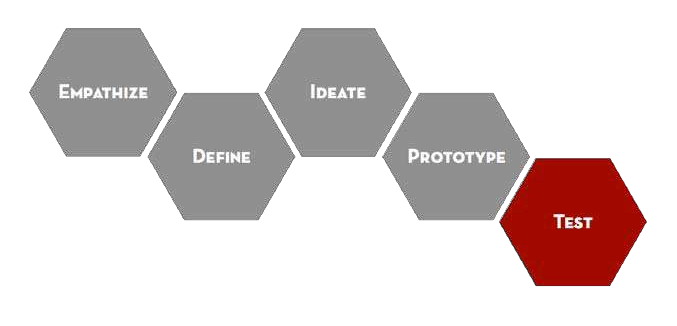 Empathize
Define
Ideate
Prototype
Test